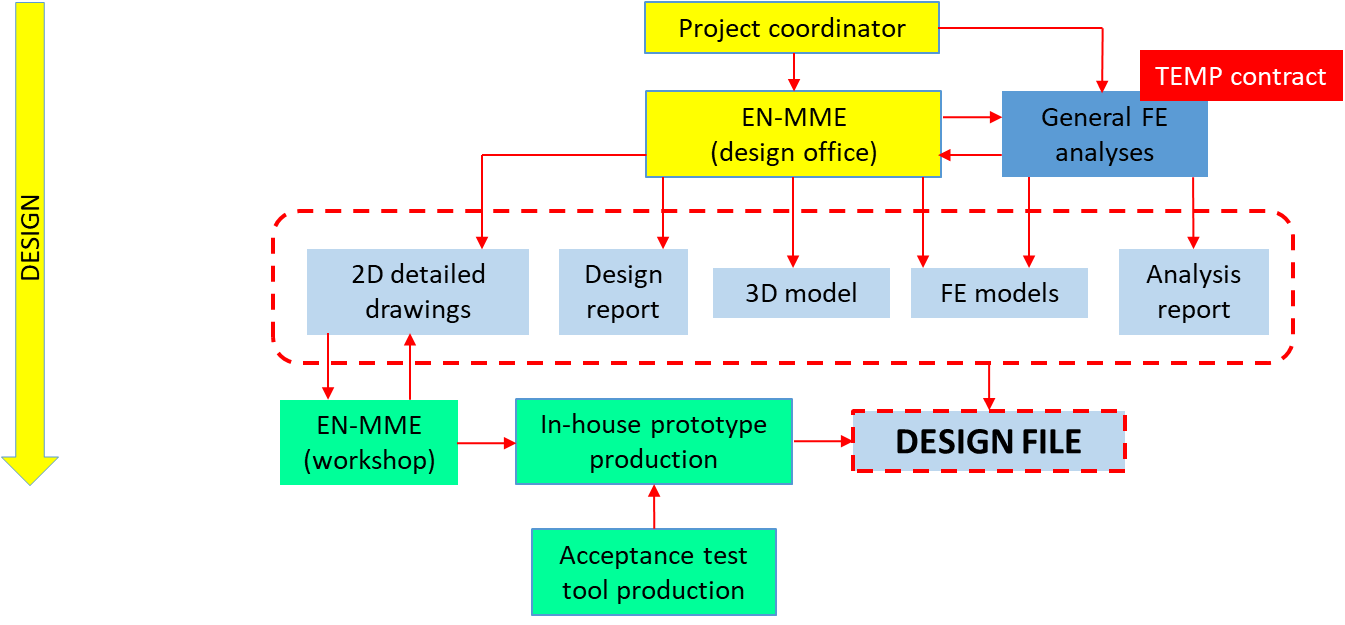 Project coordinator
TEMP contract
EN-MME
(design office)
General FE
analyses
DESIGN
2D detailed
drawings
Design
report
3D model
FE models
Analysis
report
EN-MME
(workshop)
In-house prototype
production
DESIGN FILE
Acceptance test
tool production